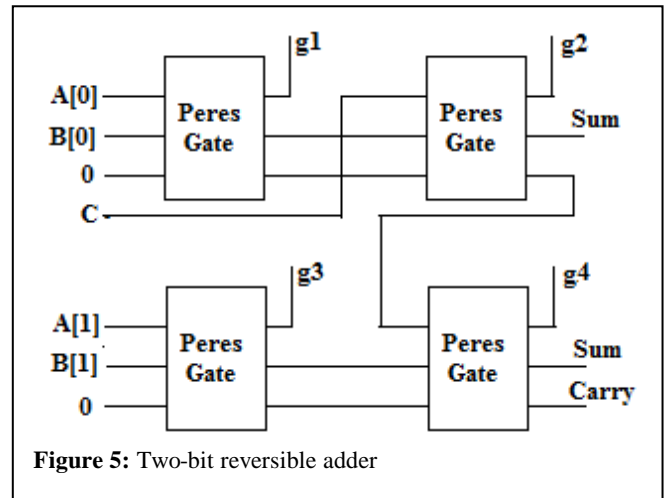 g1
g2
A[0]
B[0]
0
C
Peres
Gate
Peres
Gate
Sum
g3
g4
A[1]
B[1]
0
Peres
Gate
Peres
Gate
Sum
Carry
Figure 5: Two-bit reversible adder